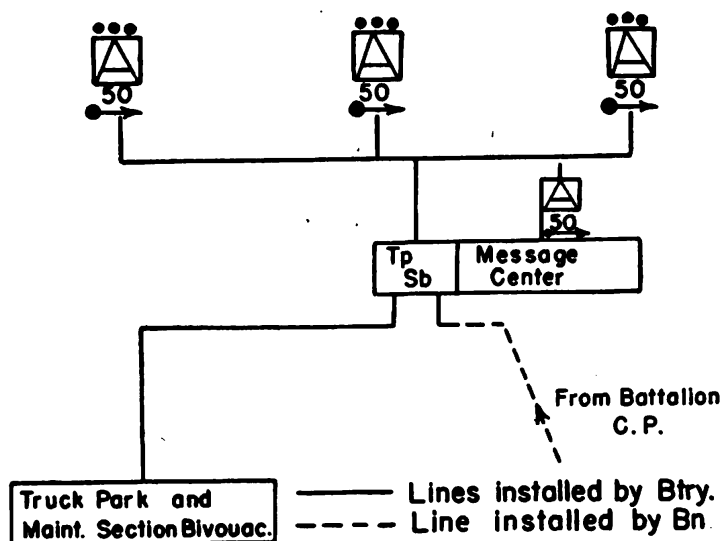 50
50
50
50
Tp
Sb
Message
Center
From Battalion
C. P.
Truck Park and
Maint. Section Bivouac.
Lines installed by Btry.
Line installed by Bn